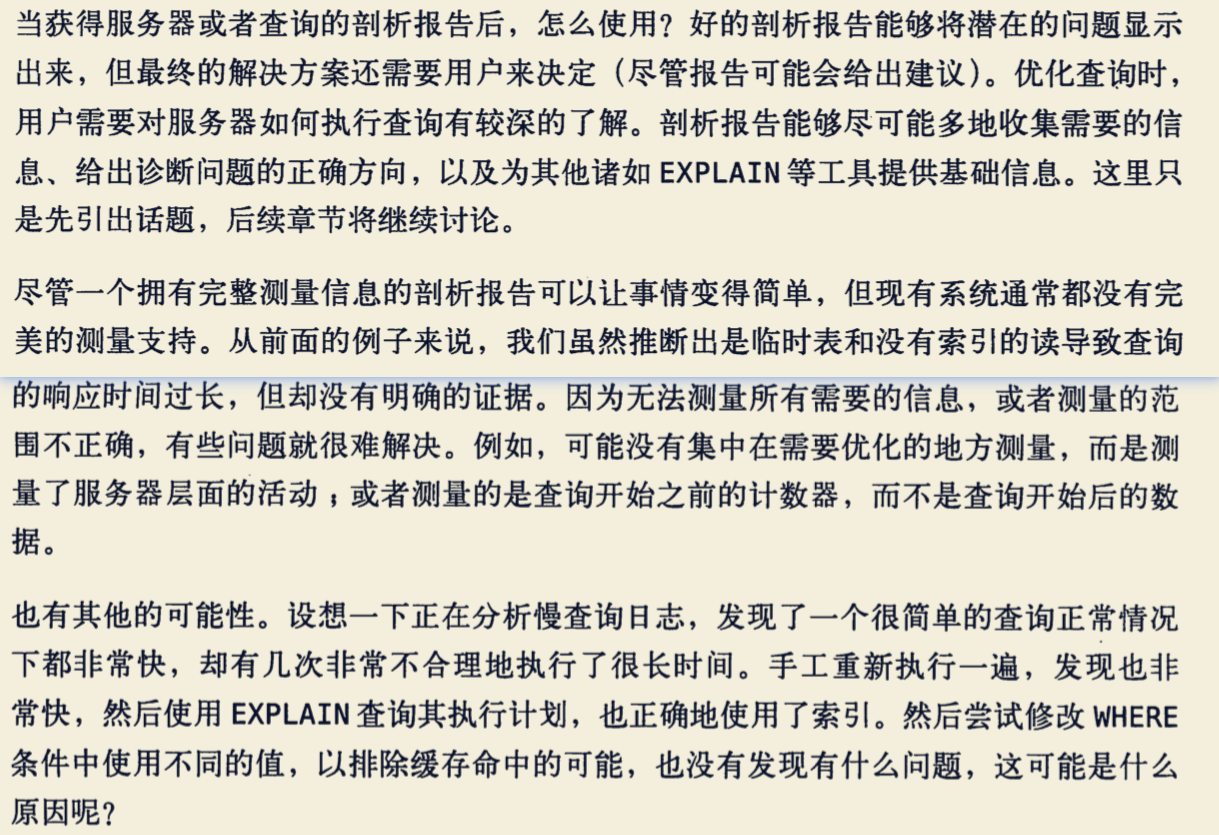 当获得服务器或者查询的剖析报告后，怎么使用？好的剖析报告能够将潜在的问题显示
出来，但最终的解决方案还需要用户来决定（尽管报告可能会给出建议）。优化查询时，
用户需要对服务器如何执行查询有较深的了解。剖析报告能够尽可能多地收集需要的信
息、给出诊断问题的正确方向，以及为其他诸如 EXPLAIN 等工具提供基础信息。这里只
是先引出话题，后续章节将继续讨论。
尽管一个拥有完整测量信息的剖析报告可以让事情变得简单，但现有系统通常都没有完
美的测量支持。从前面的例子来说，我们虽然推断出是临时表和没有索引的读导致查询
的响应时间过长，但却没有明确的证据。因为无法测量所有需要的信息，或者测量的范
围不正确，有些问题就很难解决。例如，可能没有集中在需要优化的地方测量，而是测
量了服务器层面的活动；或者测量的是查询开始之前的计数器，而不是查询开始后的数
据。
也有其他的可能性。设想一下正在分析慢查询日志，发现了一个很简单的查询正常情况
下都非常快，却有几次非常不合理地执行了很长时间。手工重新执行一遍，发现也非
常快，然后使用 EXPLAIN 查询其执行计划，也正确地使用了索引。然后尝试修改 WHERE
条件中使用不同的值，以排除缓存命中的可能，也没有发现有什么问题，这可能是什么
原因呢？